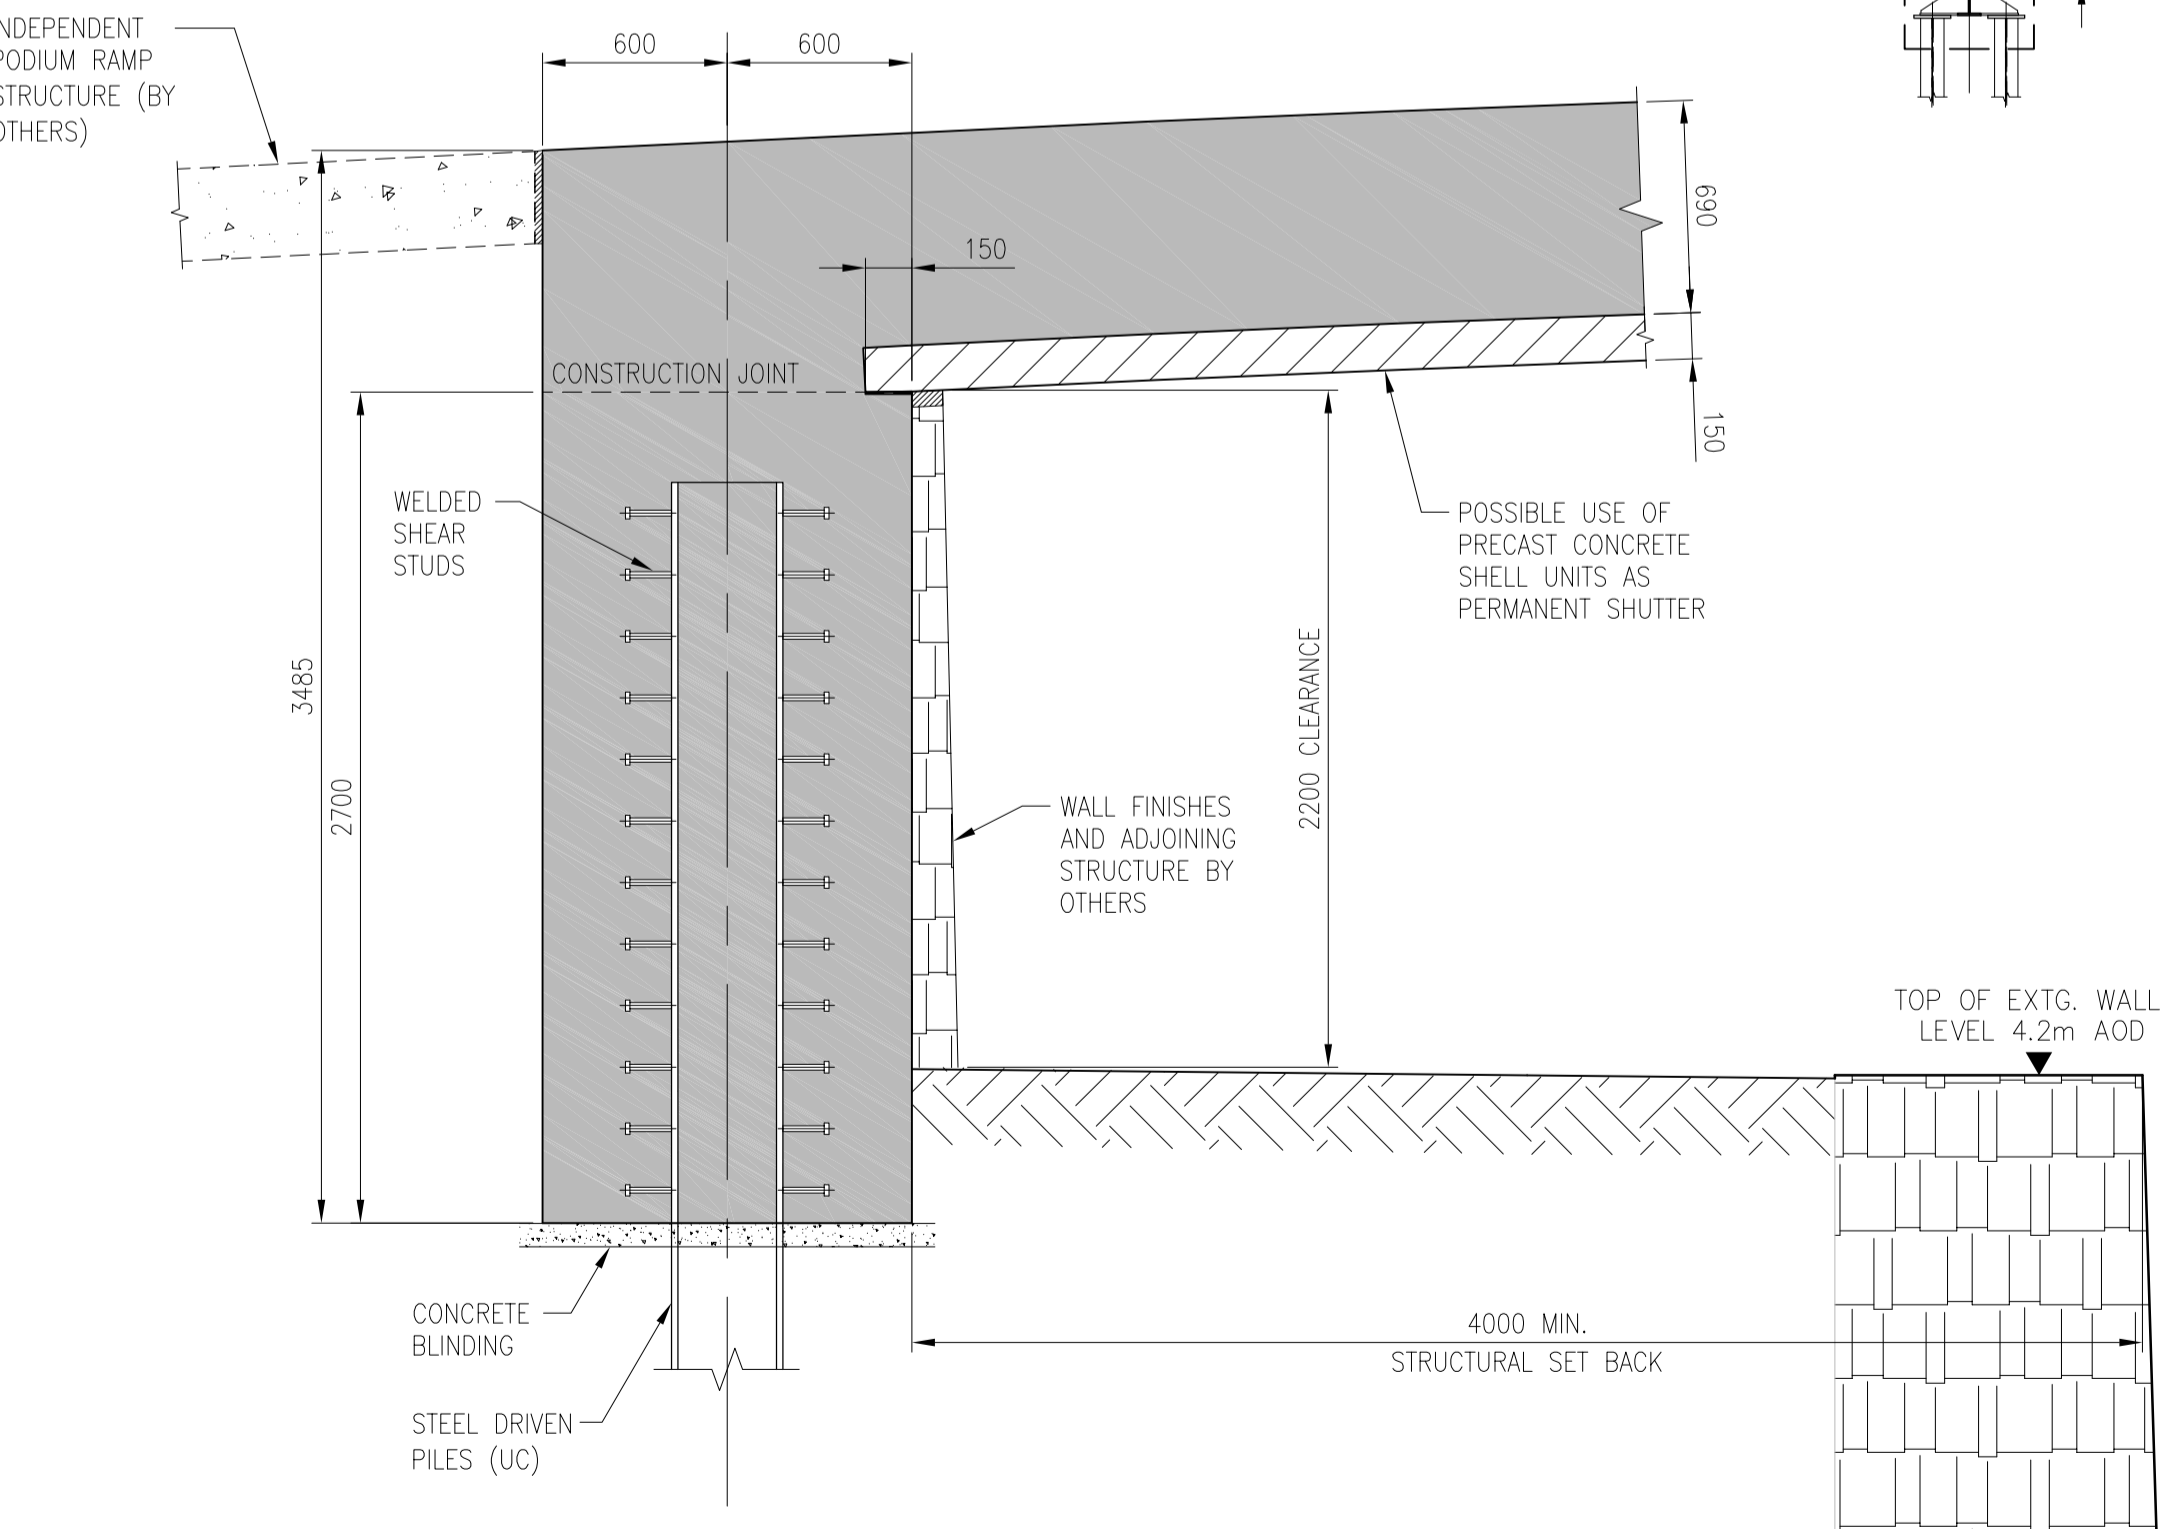 NDEPENDENT
PODIUM RAMP
STRUCTURE (BY
OTHERS)
600
600
690
150
CONSTRUCTION JOINT
150
WELDED
SHEAR
STUDS
POSSIBLE USE OF
PRECAST CONCRETE
SHELL UNITS AS
PERMANENT SHUTTER
3485
2700
2200 CLEARANCE
WALL FINISHES
AND ADJOINING
STRUCTURE BY
OTHERS
TOP OF EXTG. WALL
LEVEL 4.2m AOD
CONCRETE
BLINDING
4000 MIN.
STRUCTURAL SET BACK
STEEL DRIVEN
PILES (UC)